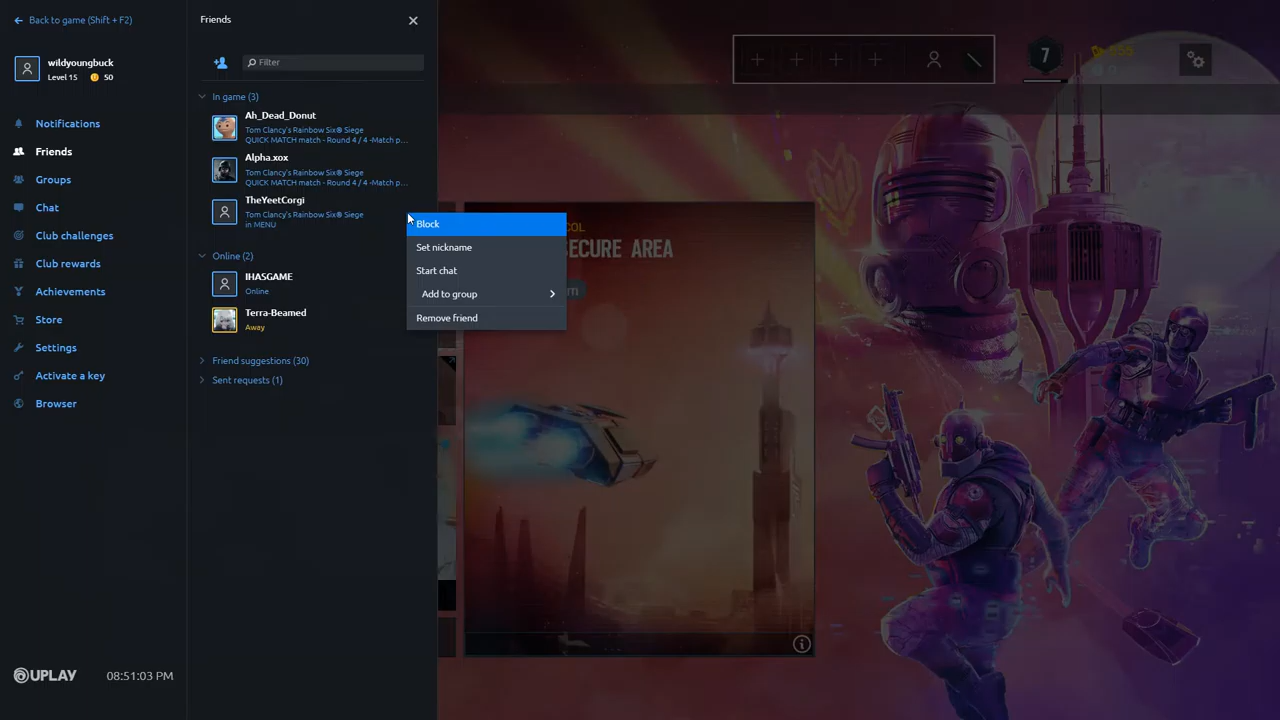 Back to game (Shift + F2)
wildyoungbuck
Level 15
50
Notifications
Friends
Groups
Chat
Club challenges
Club rewards
Achievements
Store
Settings
Activate a key
Browser
UPLAY
08:51:03 PM
Friends
Filter
In game (3)
Ah_Dead_Donut
Tom Clancy's Rainbow Six® Siege
QUICK MATCH match - Round 4 / 4 -Match p...
Alpha.xox
Tom Clancy's Rainbow Six® Siege
QUICK MATCH match - Round 4 / 4 -Match p...
TheYeetCorgi
Tom Clancy's Rainbow Six® Siege
in MENU
Online (2)
IHASGAME
Online
Terra-Beamed
Away
Friend suggestions (30)
Sent requests (1)
Block
Set nickname
Start chat
Add to group
Remove friend
COL
SECURE AREA
m
7